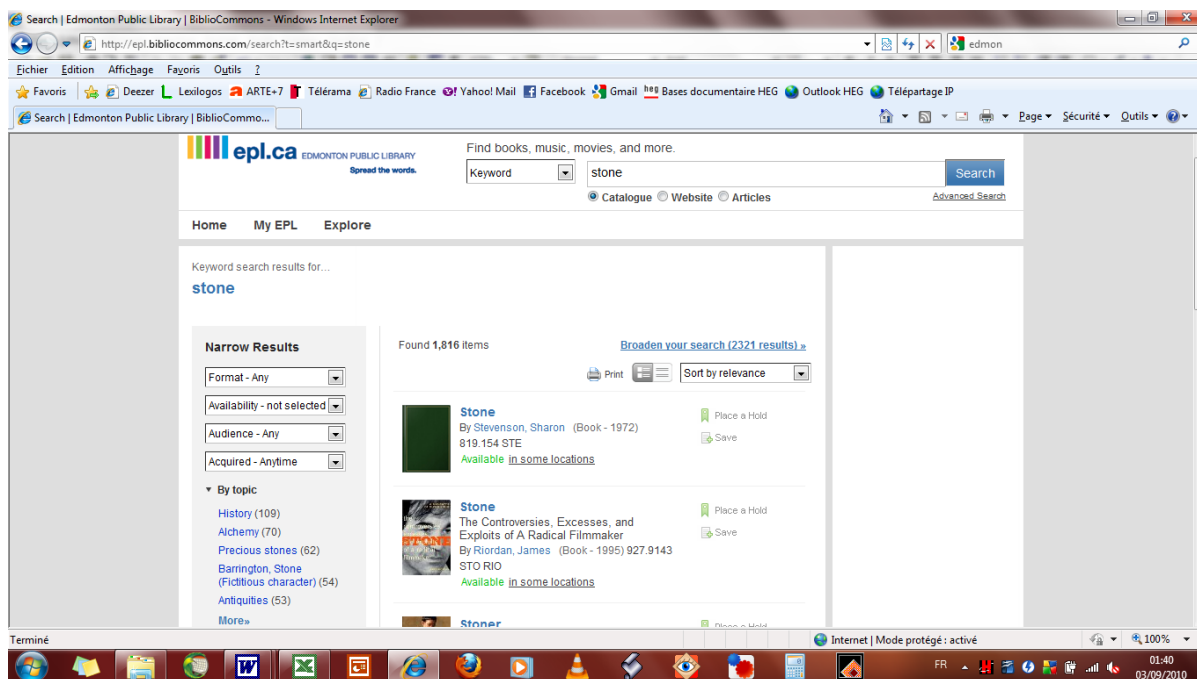 Search | Edmonton Public Library | BiblioCommons - Windows Internet Explorer
http://epl.bibliocommons.com/search?t=smart&q=stone
edmon
Fichier Edition Affichage Favoris Outils ?
Favoris Deezer Lexilogos ARTE+7 Télérama Radio France Yahoo! Mail Facebook Gmail heg Bases documentaire HEG Outlook HEG Télépartage IP
Search | Edmonton Public Library | BiblioCommo...
Page Sécurité Outils
epl.ca EDMONTON PUBLIC LIBRARY
Spread the words.
Find books, music, movies, and more.
Keyword stone Search
Catalogue Website Articles Advanced Search
Home My EPL Explore
Keyword search results for...
stone
Narrow Results
Format - Any
Availability - not selected
Audience - Any
Acquired - Anytime
By topic
History (109)
Alchemy (70)
Precious stones (62)
Barrington, Stone
(Fictitious character) (54)
Antiquities (53)
More»
Found 1,816 items Broaden your search (2321 results) »
Print Sort by relevance
Stone
By Stevenson, Sharon (Book - 1972)
819.154 STE
Available in some locations
Place a Hold
Save
STONE
Stone
The Controversies, Excesses, and
Exploits of A Radical Filmmaker
By Riordan, James (Book - 1995) 927.9143
STO RIO
Available in some locations
Place a Hold
Save
Stoner
Place a Hold
Terminé Internet | Mode protégé : activé 100%
FR 01:40
03/09/2010